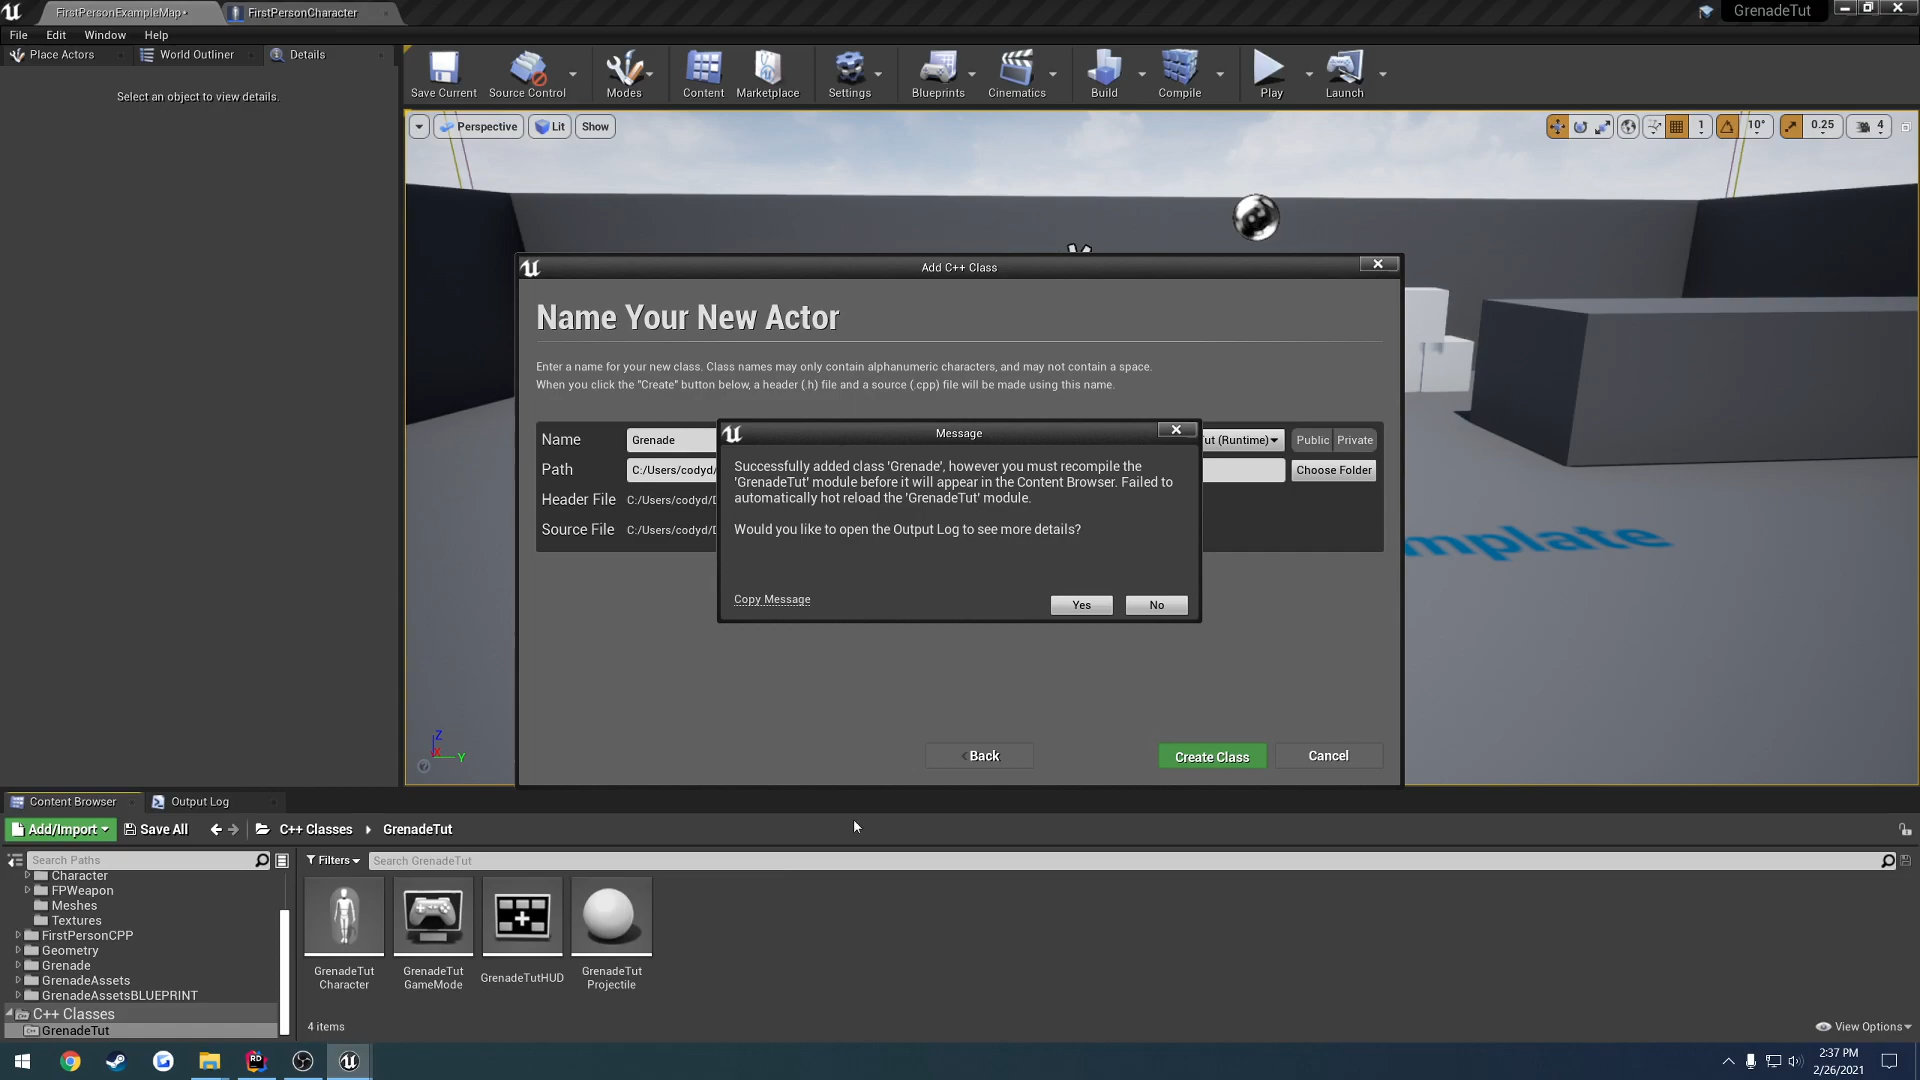 FirstPersonExampleMap•
FirstPersonCharacter
GrenadeTut
File Edit Window Help
Place Actors World Outliner Details
Select an object to view details.
Save Current Source Control Modes Content Marketplace Settings Blueprints Cinematics Build Compile Play Launch
Perspective Lit Show
1 10° 0.25 4
Add C++ Class
Name Your New Actor
Enter a name for your new class. Class names may only contain alphanumeric characters, and may not contain a space.
When you click the "Create" button below, a header (.h) file and a source (.cpp) file will be made using this name.
Name Grenade ut (Runtime) Public Private
Path C:/Users/codyd/ Choose Folder
Header File C:/Users/codyd/D
Source File C:/Users/codyd/D
Message
Successfully added class 'Grenade', however you must recompile the
'GrenadeTut' module before it will appear in the Content Browser. Failed to
automatically hot reload the 'GrenadeTut' module.
Would you like to open the Output Log to see more details?
Copy Message Yes No
mplate
Back Create Class Cancel
Z
X
Y
Content Browser Output Log
Add/Import Save All C++ Classes GrenadeTut
Search Paths Filters Search GrenadeTut
Character
FPWeapon
Meshes
Textures
FirstPersonCPP
Geometry
Grenade
GrenadeAssets
GrenadeAssetsBLUEPRINT
C++ Classes
GrenadeTut
GrenadeTut
Character
GrenadeTut
GameMode
GrenadeTutHUD
GrenadeTut
Projectile
4 items
View Options
RD
2:37 PM
2/26/2021